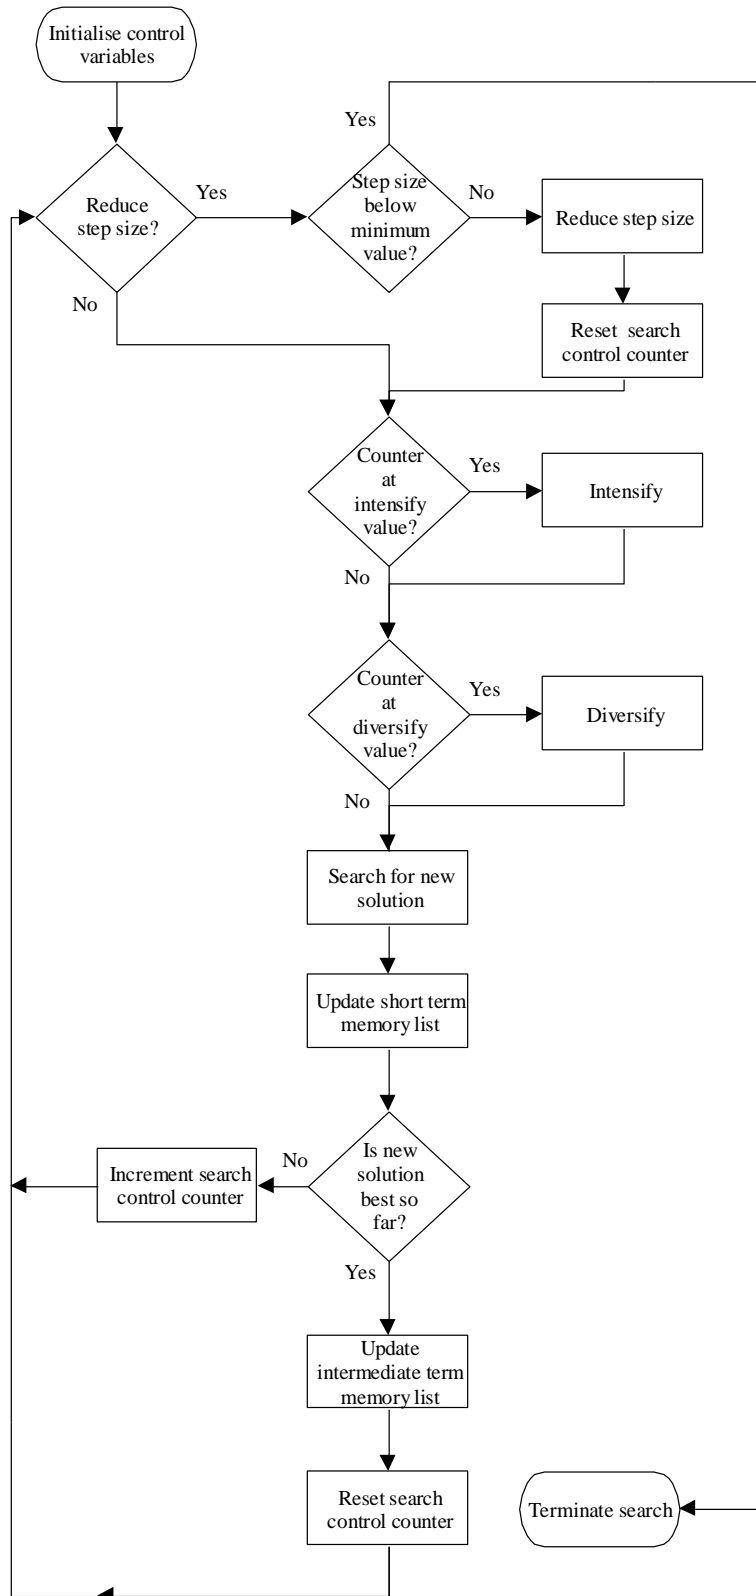 Initialise control
variables
Yes
Reduce
step size?
Yes
Step size
below
minimum
value?
No
Reduce step size
No
Reset search
control counter
Counter
at
intensify
value?
Yes
Intensify
No
Counter
at
diversify
value?
Yes
Diversify
No
Search for new
solution
Update short term
memory list
Is new
solution
best so
far?
No
Increment search
control counter
Yes
Update
intermediate term
memory list
Reset search
control counter
Terminate search